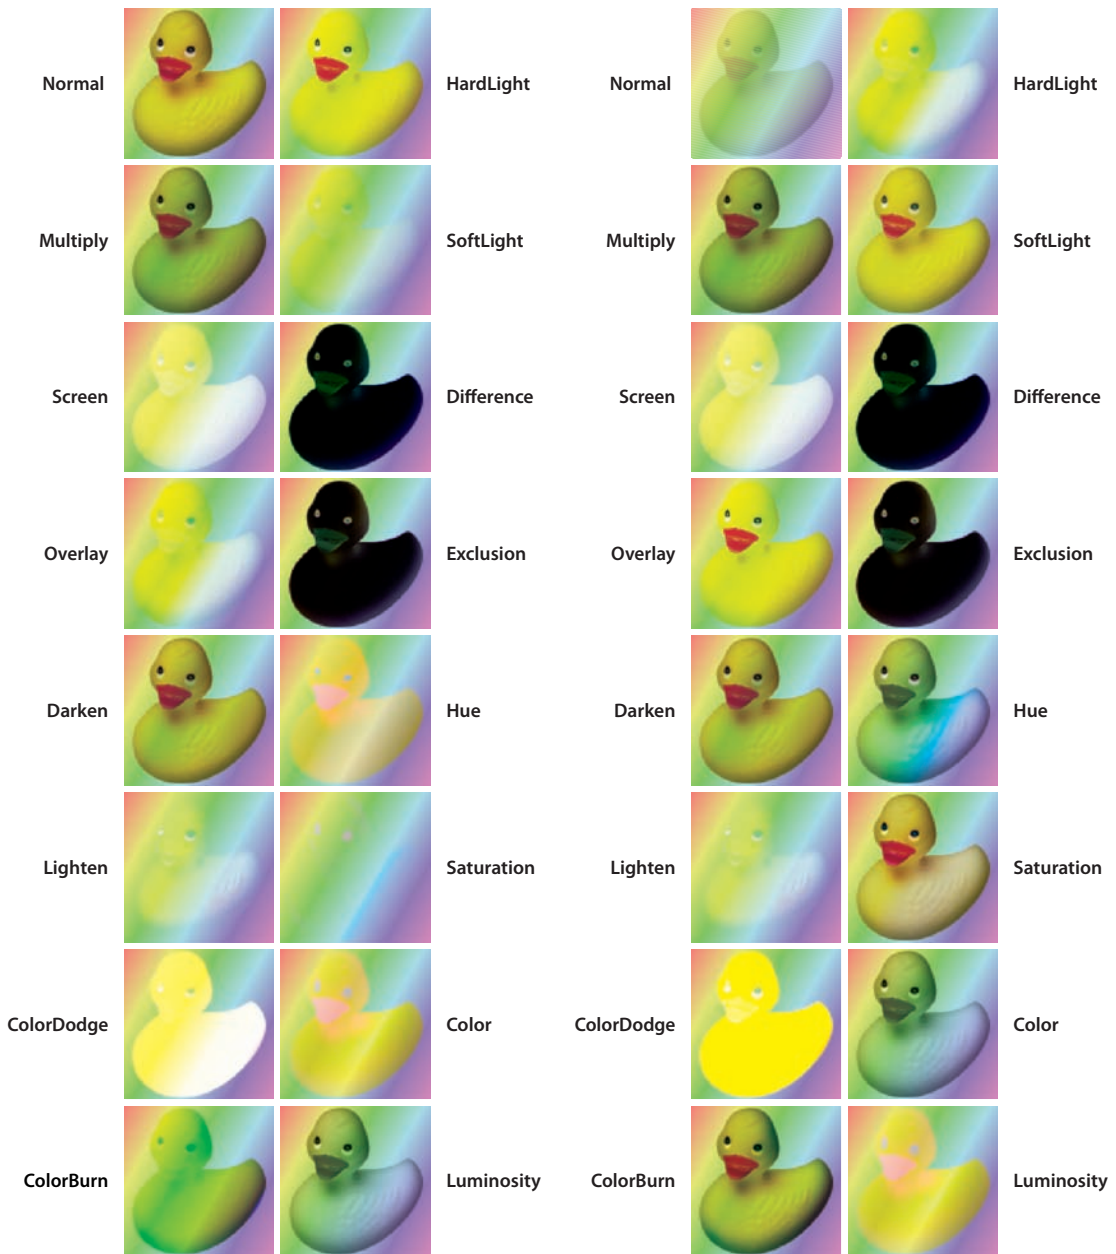 Normal HardLight Normal HardLight
Multiply SoftLight Multiply SoftLight
Screen Difference Screen Difference
Overlay Exclusion Overlay Exclusion
Darken Hue Darken Hue
Lighten Saturation Lighten Saturation
ColorDodge Color ColorDodge Color
ColorBurn Luminosity ColorBurn Luminosity